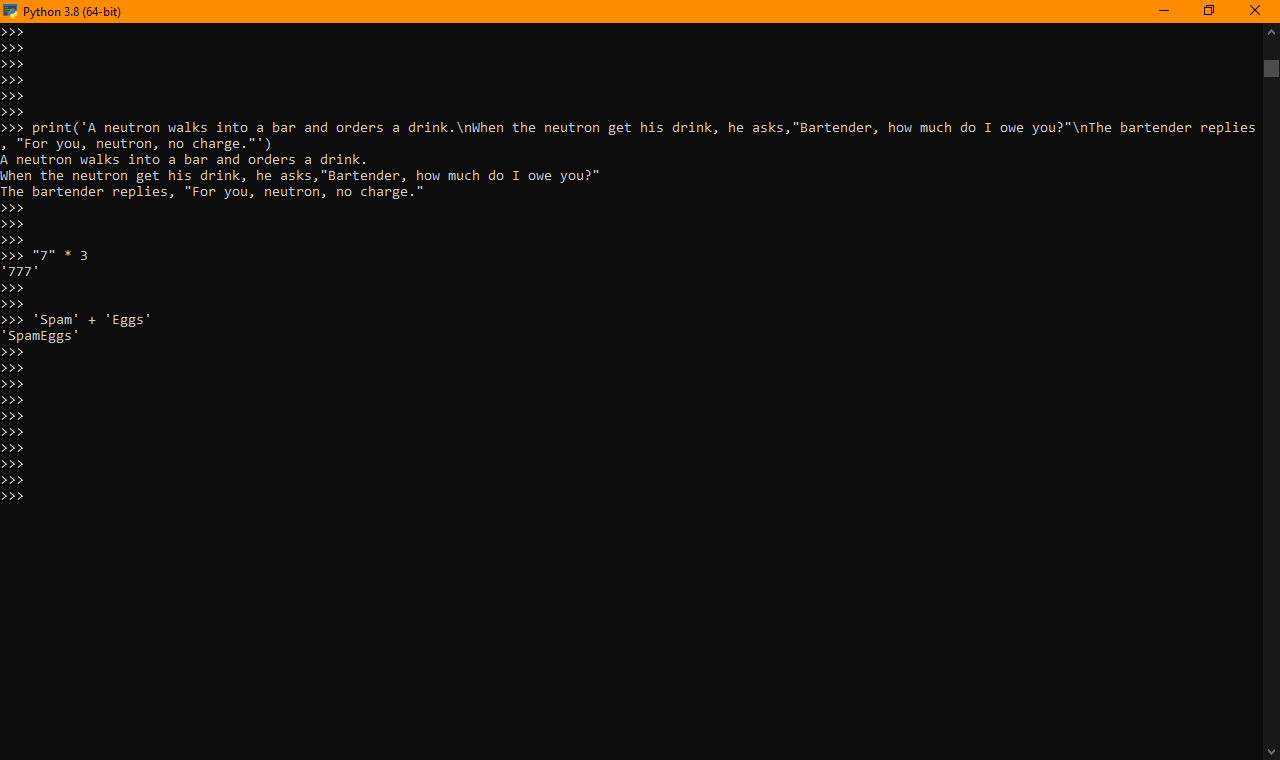 Python 3.8 (64-bit)
>>>
>>>
>>>
>>>
>>>
>>>
>>> print('A neutron walks into a bar and orders a drink.\nWhen the neutron get his drink, he asks,"Bartender, how much do I owe you?"\nThe bartender replies
, "For you, neutron, no charge."')
A neutron walks into a bar and orders a drink.
When the neutron get his drink, he asks,"Bartender, how much do I owe you?"
The bartender replies, "For you, neutron, no charge."
>>>
>>>
>>>
>>> "7" * 3
'777'
>>>
>>>
>>> 'Spam' + 'Eggs'
'SpamEggs'
>>>
>>>
>>>
>>>
>>>
>>>
>>>
>>>
>>>
>>>